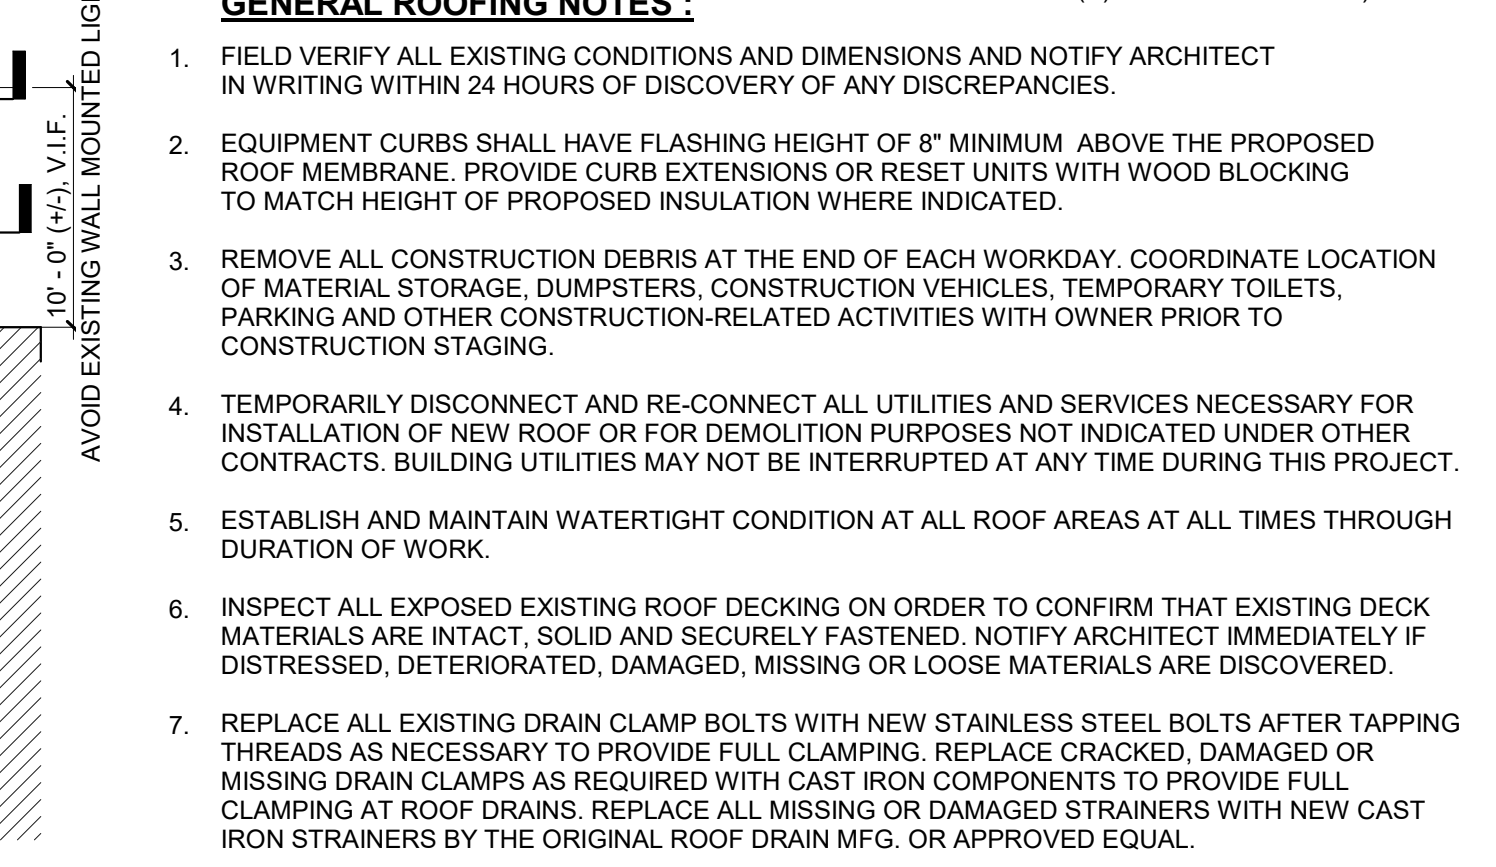 GENERAL ROOFING NOTES :
1. FIELD VERIFY ALL EXISTING CONDITIONS AND DIMENSIONS AND NOTIFY ARCHITECT
IN WRITING WITHIN 24 HOURS OF DISCOVERY OF ANY DISCREPANCIES.
2. EQUIPMENT CURBS SHALL HAVE FLASHING HEIGHT OF 8" MINIMUM ABOVE THE PROPOSED
ROOF MEMBRANE. PROVIDE CURB EXTENSIONS OR RESET UNITS WITH WOOD BLOCKING
TO MATCH HEIGHT OF PROPOSED INSULATION WHERE INDICATED.
3. REMOVE ALL CONSTRUCTION DEBRIS AT THE END OF EACH WORKDAY. COORDINATE LOCATION
OF MATERIAL STORAGE, DUMPSTERS, CONSTRUCTION VEHICLES, TEMPORARY TOILETS,
PARKING AND OTHER CONSTRUCTION-RELATED ACTIVITIES WITH OWNER PRIOR TO
CONSTRUCTION STAGING.
4. TEMPORARILY DISCONNECT AND RE-CONNECT ALL UTILITIES AND SERVICES NECESSARY FOR
INSTALLATION OF NEW ROOF OR FOR DEMOLITION PURPOSES NOT INDICATED UNDER OTHER
CONTRACTS. BUILDING UTILITIES MAY NOT BE INTERRUPTED AT ANY TIME DURING THIS PROJECT.
5. ESTABLISH AND MAINTAIN WATERTIGHT CONDITION AT ALL ROOF AREAS AT ALL TIMES THROUGH
DURATION OF WORK.
6. INSPECT ALL EXPOSED EXISTING ROOF DECKING ON ORDER TO CONFIRM THAT EXISTING DECK
MATERIALS ARE INTACT, SOLID AND SECURELY FASTENED. NOTIFY ARCHITECT IMMEDIATELY IF
DISTRESSED, DETERIORATED, DAMAGED, MISSING OR LOOSE MATERIALS ARE DISCOVERED.
7. REPLACE ALL EXISTING DRAIN CLAMP BOLTS WITH NEW STAINLESS STEEL BOLTS AFTER TAPPING
THREADS AS NECESSARY TO PROVIDE FULL CLAMPING. REPLACE CRACKED, DAMAGED OR
MISSING DRAIN CLAMPS AS REQUIRED WITH CAST IRON COMPONENTS TO PROVIDE FULL
CLAMPING AT ROOF DRAINS. REPLACE ALL MISSING OR DAMAGED STRAINERS WITH NEW CAST
IRON STRAINERS BY THE ORIGINAL ROOF DRAIN MFG. OR APPROVED EQUAL.
10' - 0" (+/-), V.I.F.
AVOID EXISTING WALL MOUNTED